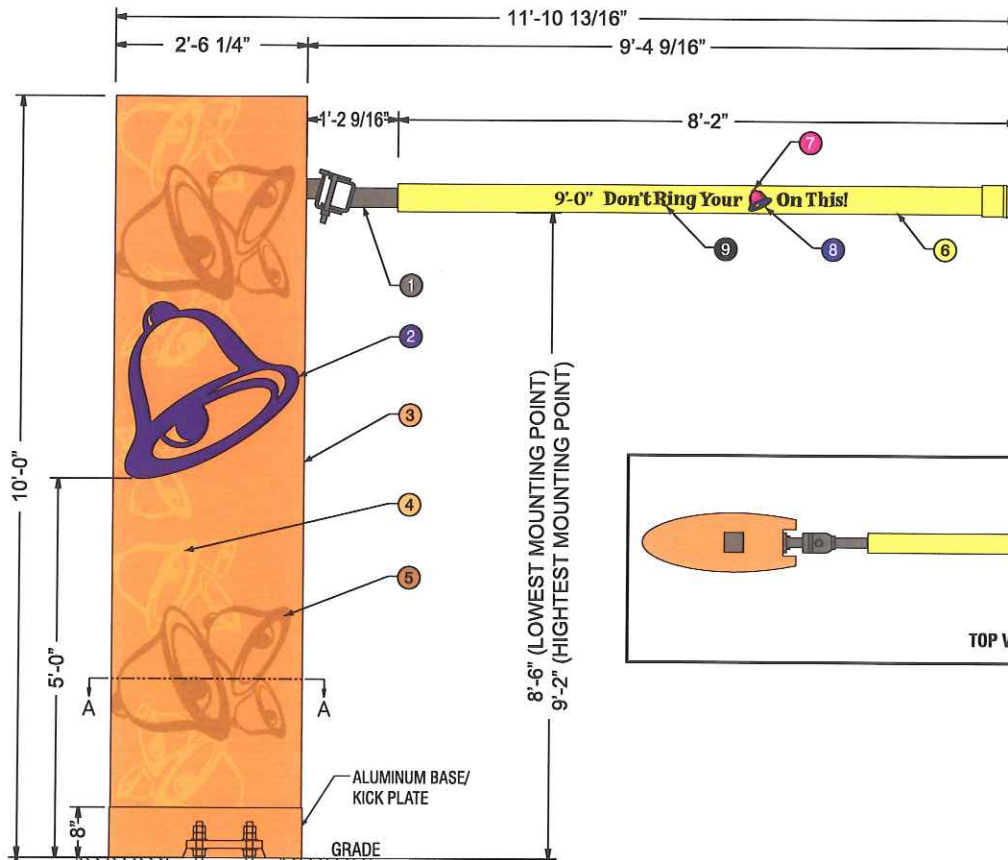 11'-10 13/16"
2'-6 1/4"
9'-4 9/16"
1'-2 9/16"
8'-2"
7
9'-0" Don't Ring Your On This!
9
8
6
1
2
3
10'-0"
8'-6" (LOWEST MOUNTING POINT)
9'-2" (HIGHTEST MOUNTING POINT)
4
5
5'-0"
A
A
TOP V
ALUMINUM BASE/
KICK PLATE
8"
GRADE